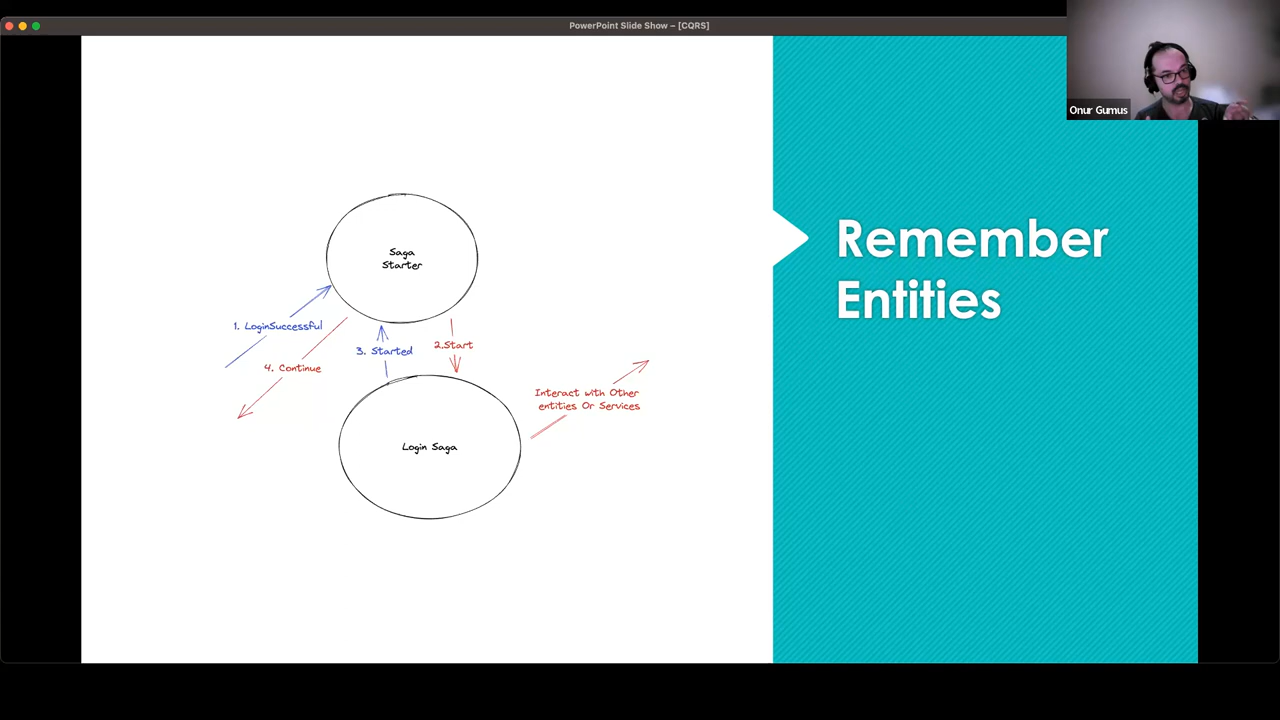 PowerPoint Slide Show – [CQRS]
Onur Gumus
Saga
Starter
1. LoginSuccessful
3. Started
2.Start
4. Continue
Interact with Other
entities Or Services
Login Saga
Remember
Entities